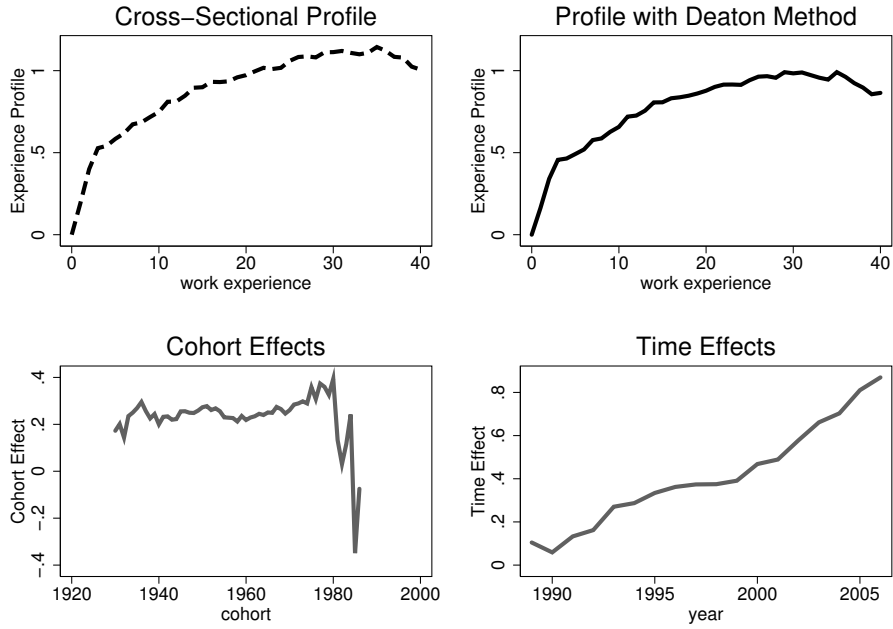 Cross−Sectional Profile
Experience Profile
0 .5 1
0 10 20 30 40
work experience
Profile with Deaton Method
Experience Profile
0 .5 1
0 10 20 30 40
work experience
Cohort Effects
Cohort Effect
−.4 −.2 0 .2 .4
1920 1940 1960 1980 2000
cohort
Time Effects
Time Effect
0 .2 .4 .6 .8
1990 1995 2000 2005
year